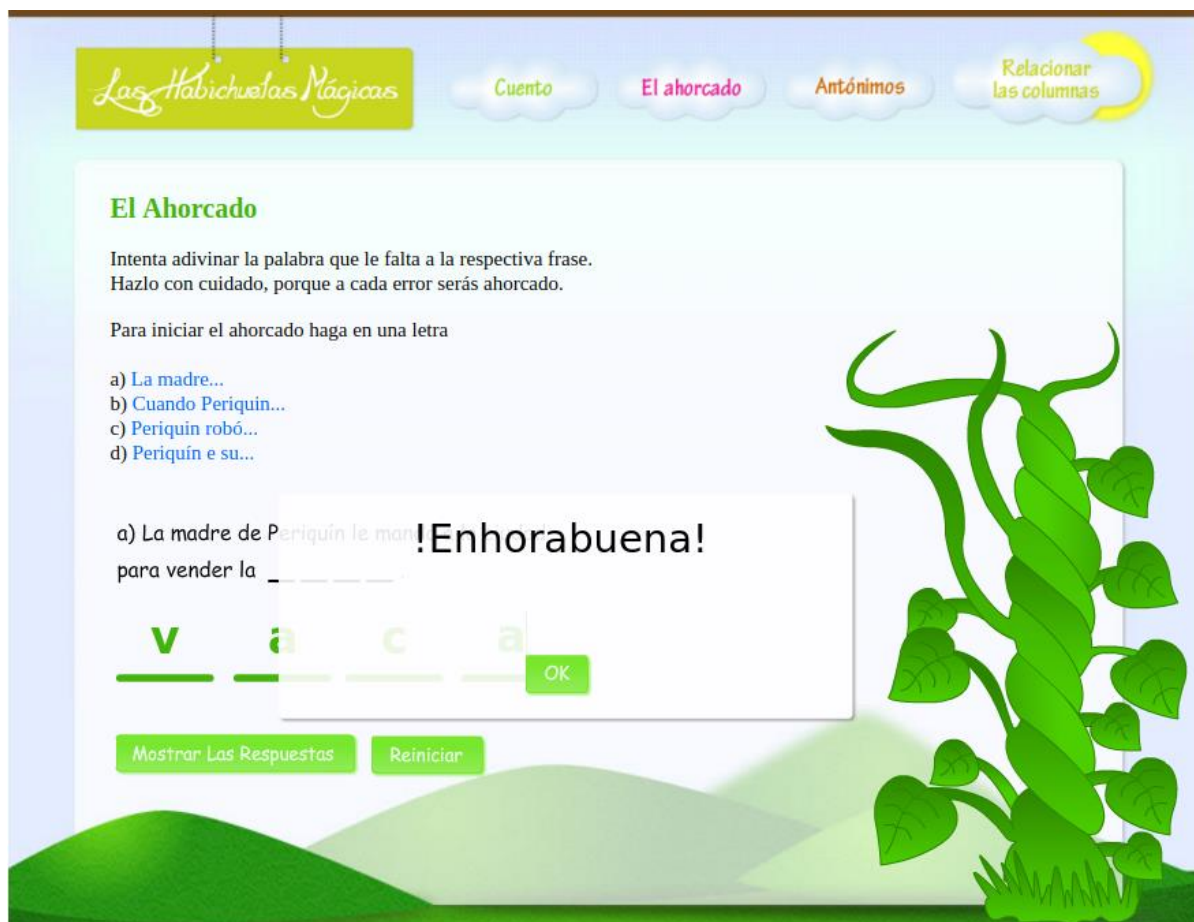 Las Habichuelas Mágicas
Cuento
El ahorcado
Antónimos
Relacionar
las columnas
El Ahorcado
Intenta adivinar la palabra que le falta a la respectiva frase.
Hazlo con cuidado, porque a cada error serás ahorcado.
Para iniciar el ahorcado haga en una letra
a) La madre...
b) Cuando Periquin...
c) Periquin robó...
d) Periquín e su...
a) La madre de Periquín le mandó
para vender la _ _ _ _
!Enhorabuena!
v a c a
OK
Mostrar Las Respuestas
Reiniciar